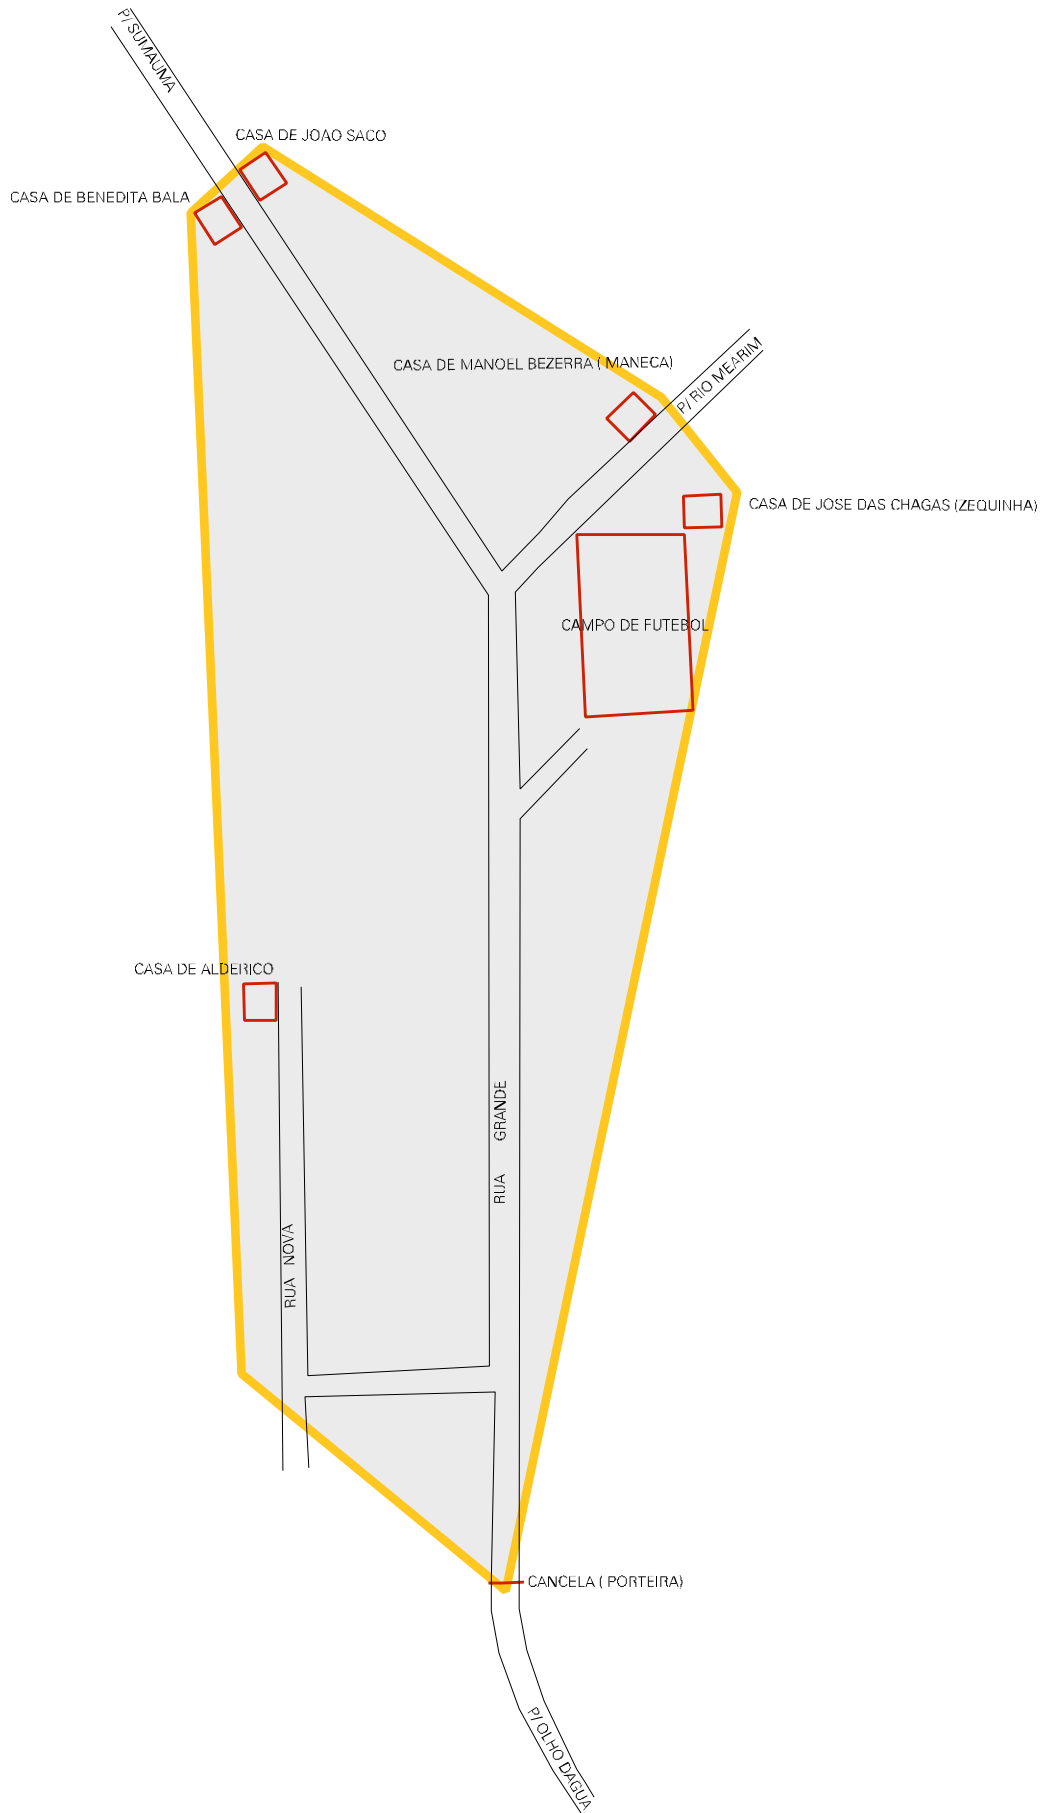 P/ SUMAUMA
CASA DE JOAO SACO
CASA DE BENEDITA BALA
P/ RIO MEARIM
CASA DE MANOEL BEZERRA ( MANECA)
CASA DE JOSE DAS CHAGAS (ZEQUINHA)
CAMPO DE FUTEBOL
CASA DE ALDERICO
RUA GRANDE
RUA NOVA
CANCELA ( PORTEIRA)
P/ OLHO DAGUA